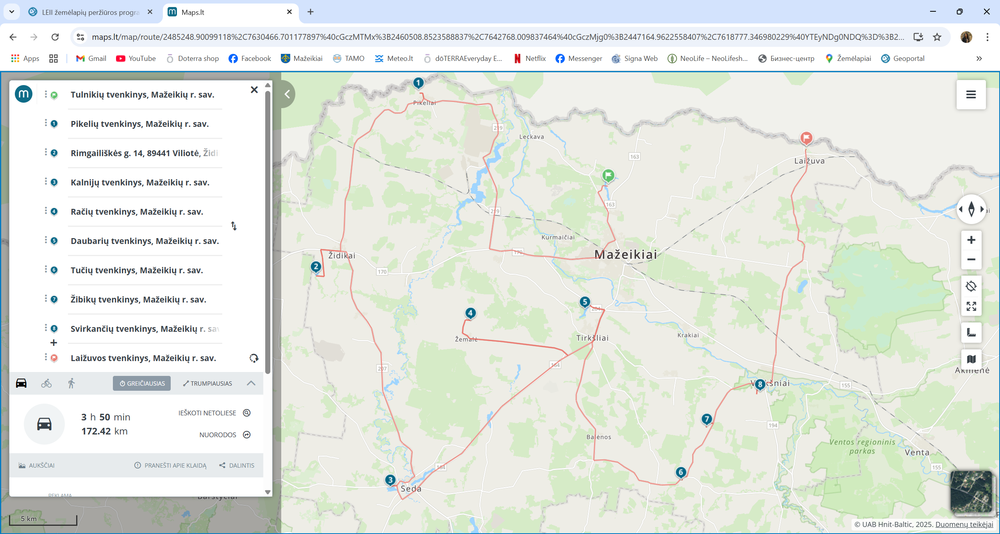 LEII žemėlapių peržiūros progra
Maps.lt
maps.lt/map/route/2485248.90099118%2C7630466.701177897%40cGczMTMx%3B2460508.8523588837%2C7642768.009837464%40cGczMjg0%3B2447164.9622558407%2C7618777.346980229%40YTEyNDg0NDQ%3D%3B2...
Apps
Gmail
YouTube
Doterra shop
Facebook
Mažeikiai
TAMO
Meteo.lt
dōTERRAEveryday E...
Netflix
Messenger
Signa Web
NeoLife – NeoLifesh...
Бизнес-центр
Žemėlapiai
Geoportal
m
Tulnikių tvenkinys, Mažeikių r. sav.
1 Pikelių tvenkinys, Mažeikių r. sav.
2 Rimgailiškės g. 14, 89441 Viliotė, Židi
3 Kalnijų tvenkinys, Mažeikių r. sav.
4 Račių tvenkinys, Mažeikių r. sav.
5 Daubarių tvenkinys, Mažeikių r. sav.
6 Tučių tvenkinys, Mažeikių r. sav.
7 Žibikų tvenkinys, Mažeikių r. sav.
8 Svirkančių tvenkinys, Mažeikių r. sav
Laižuvos tvenkinys, Mažeikių r. sav.
GREIČIAUSIAS
TRUMPIAUSIAS
3 h 50 min
172.42 km
IEŠKOTI NETOLIESE
NUORODOS
AUKŠČIAI
PRANEŠTI APIE KLAIDĄ
DALINTIS
REKLAMA
Barstyčiai
5 km
1
Pikeliai
219
Leckava
163
Laižuva
163
219
Kurmaičiai
170
Mažeikiai
Židikai
2
170
5
204
4
Žemalė
Tirkšliai
Krakiai
164
207
Akmenė
8
155
7
194
Balėnos
Ventos regioninis
parkas
Venta
164
155
6
3
Seda
© UAB Hnit-Baltic, 2025. Duomenų teikėjai